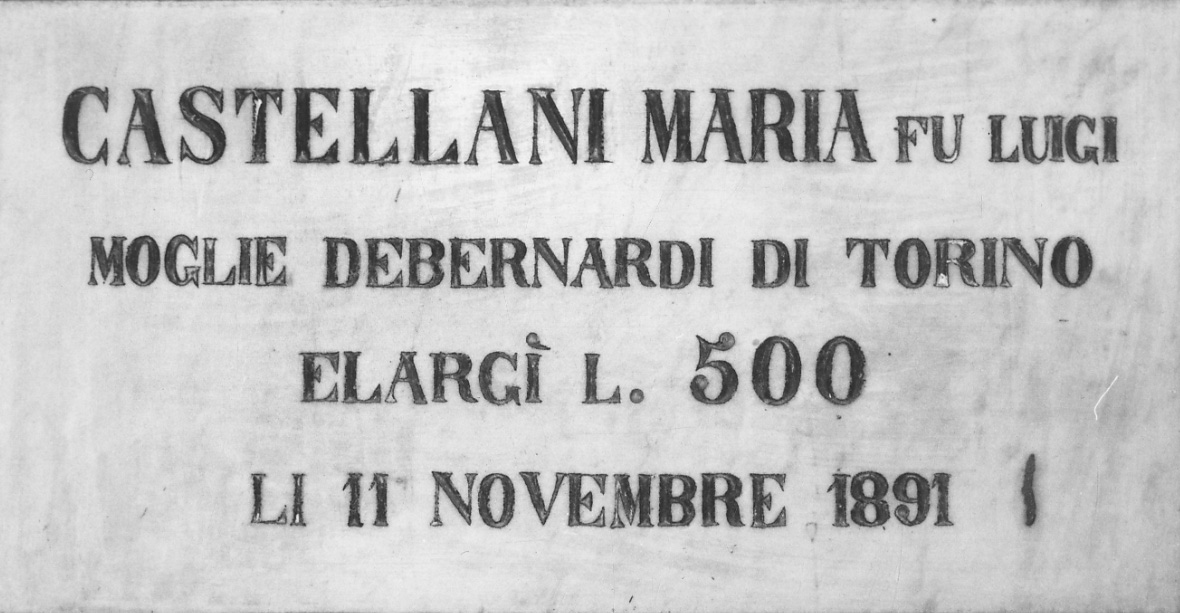 CASTELLANI MARIA FU LUIGI
MOGLIE DEBERNARDI DI TORINO
ELARGÌ L. 500
LI 11 NOVEMBRE 1891